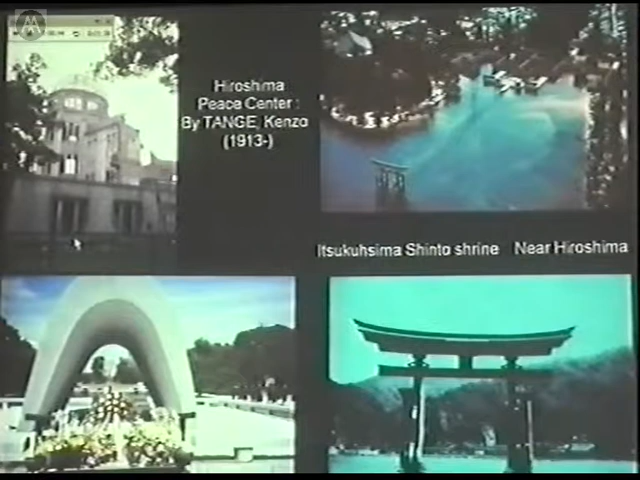 Hiroshima
Peace Center :
By TANGE, Kenzo
(1913-)
Itsukuhsima Shinto shrine Near Hiroshima